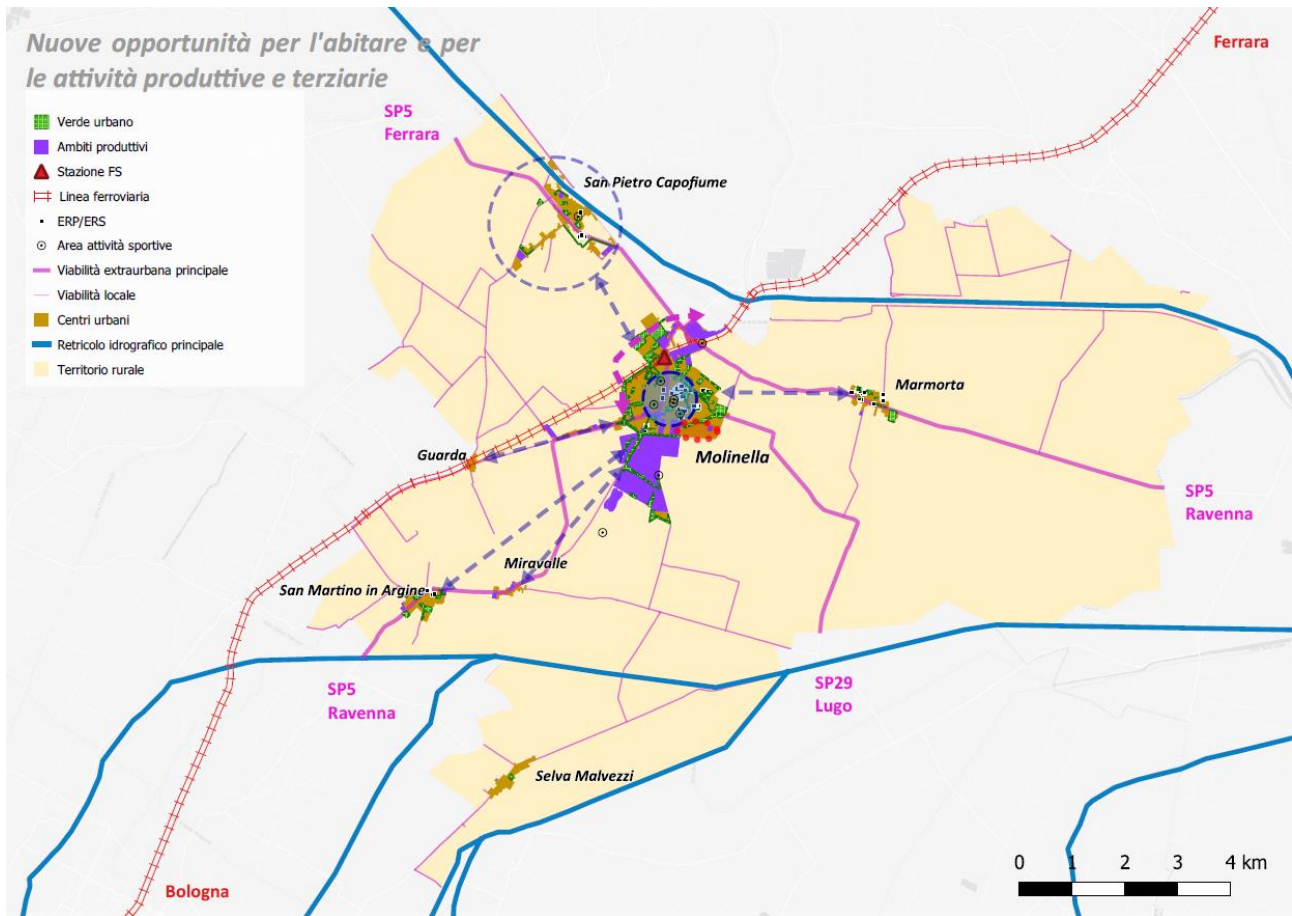 Nuove opportunità per l'abitare e per
le attività produttive e terziarie
Verde urbano
Ambiti produttivi
Stazione FS
Linea ferroviaria
ERP/ERS
Area attività sportive
Viabilità extraurbana principale
Viabilità locale
Centri urbani
Retricolo idrografico principale
Territorio rurale
Ferrara
SP5
Ferrara
San Pietro Capofiume
Marmorta
Guarda
Molinella
SP5
Ravenna
Miravalle
San Martino in Argine
SP5
Ravenna
SP29
Lugo
Selva Malvezzi
Bologna
0 1 2 3 4 km